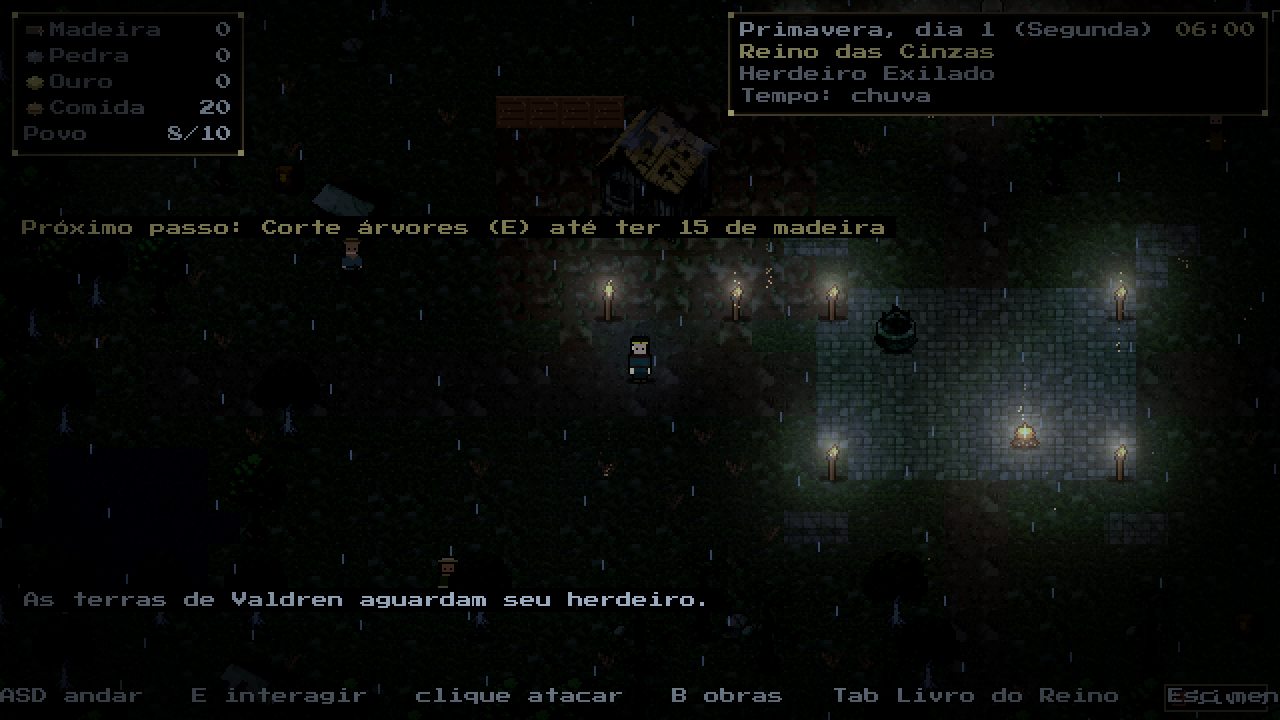 Madeira 0
Pedra 0
Ouro 0
Comida 20
Povo 8/10
Primavera, dia 1 (Segunda) 06:00
Reino das Cinzas
Herdeiro Exilado
Tempo: chuva
Próximo passo: Corte árvores (E) até ter 15 de madeira
As terras de Valdren aguardam seu herdeiro.
ASD andar E interagir clique atacar B obras Tab Livro do Reino